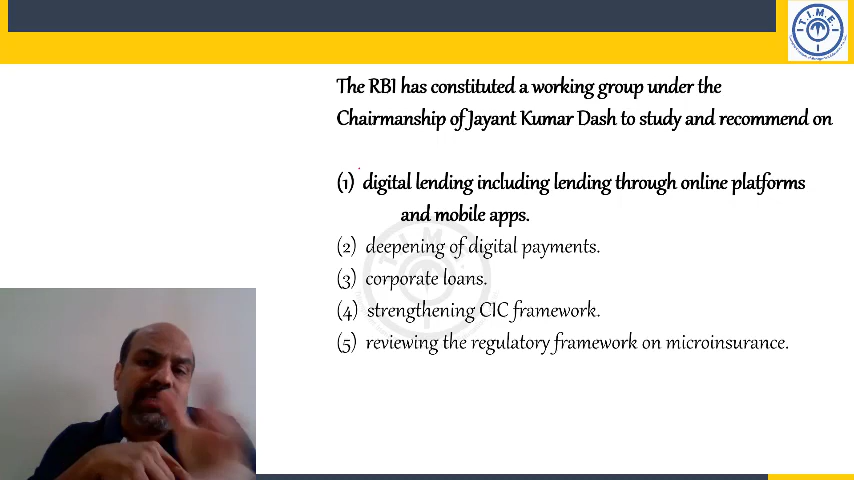 T.I.M.E.
The RBI has constituted a working group under the
Chairmanship of Jayant Kumar Dash to study and recommend on
(1) digital lending including lending through online platforms
and mobile apps.
(2) deepening of digital payments.
(3) corporate loans.
(4) strengthening CIC framework.
(5) reviewing the regulatory framework on microinsurance.